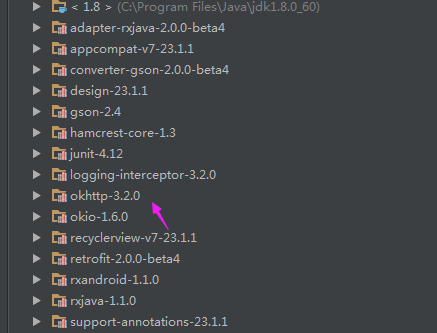 < 1.8 > (C:\Program Files\Java\jdk1.8.0_60)
adapter-rxjava-2.0.0-beta4
appcompat-v7-23.1.1
converter-gson-2.0.0-beta4
design-23.1.1
gson-2.4
hamcrest-core-1.3
junit-4.12
logging-interceptor-3.2.0
okhttp-3.2.0
okio-1.6.0
recyclerview-v7-23.1.1
retrofit-2.0.0-beta4
rxandroid-1.1.0
rxjava-1.1.0
support-annotations-23.1.1